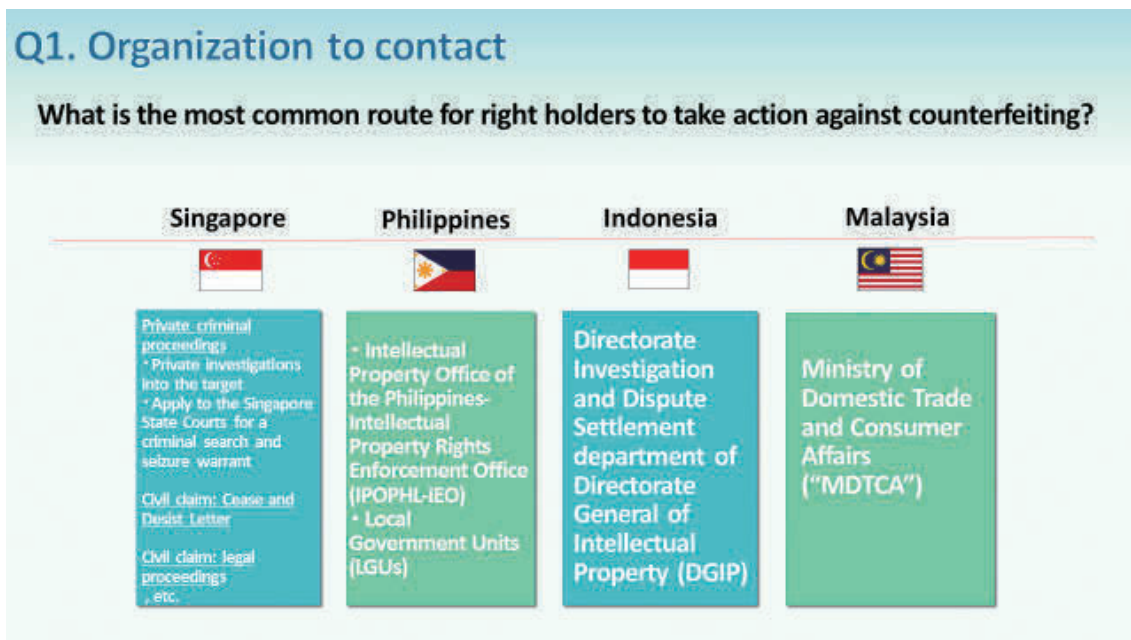 Q1. Organization to contact
What is the most common route for right holders to take action against counterfeiting?
Singapore
Philippines
Indonesia
Malaysia
Private criminal
proceedings
・Private investigations
into the target
・Apply to the Singapore
State Courts for a
criminal search and
seizure warrant
Civil claim: Cease and
Desist Letter
Civil claim: legal
proceedings
, etc.
・Intellectual
Property Office of
the Philippines-
Intellectual
Property Rights
Enforcement Office
(IPOPHL-IEO)
・Local
Government Units
(LGUs)
Directorate
Investigation
and Dispute
Settlement
department of
Directorate
General of
Intellectual
Property (DGIP)
Ministry of
Domestic Trade
and Consumer
Affairs
(“MDTCA”)